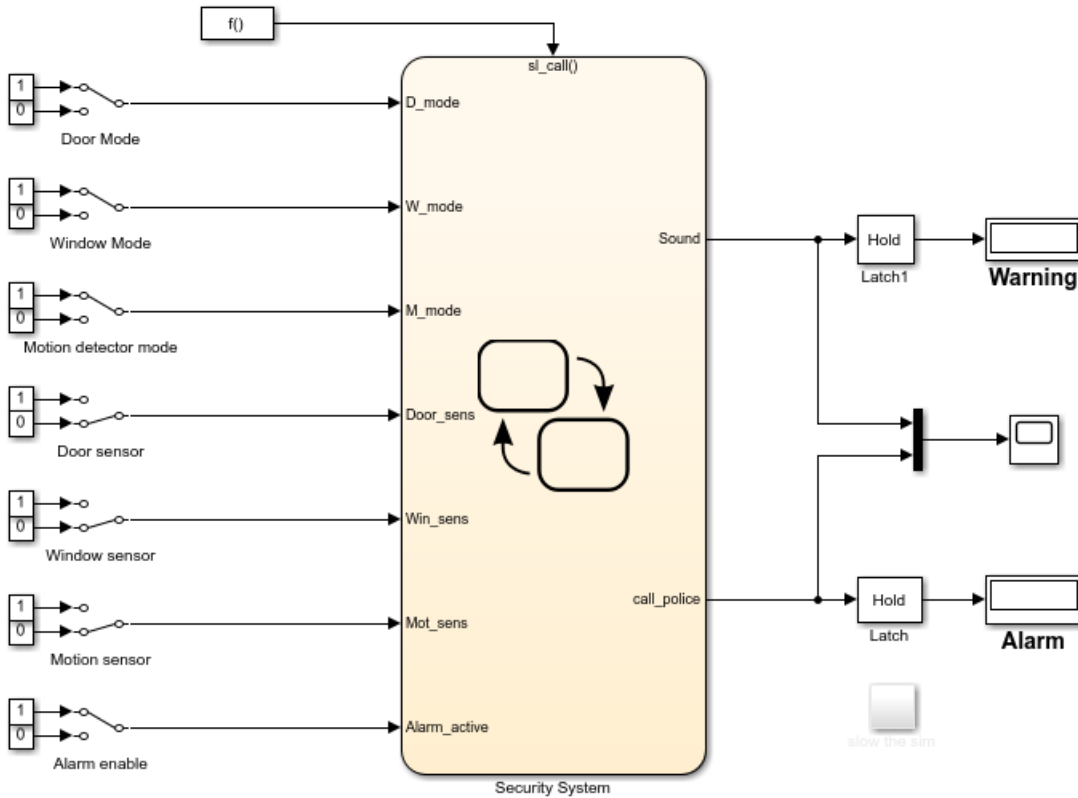 f()
sl_call()
1
0
Door Mode
D_mode
1
0
Window Mode
W_mode
Sound
Hold
Latch1
Warning
1
0
Motion detector mode
M_mode
1
0
Door sensor
Door_sens
1
0
Window sensor
Win_sens
1
0
Motion sensor
Mot_sens
call_police
Hold
Latch
Alarm
1
0
Alarm enable
Alarm_active
slow the sim
Security System